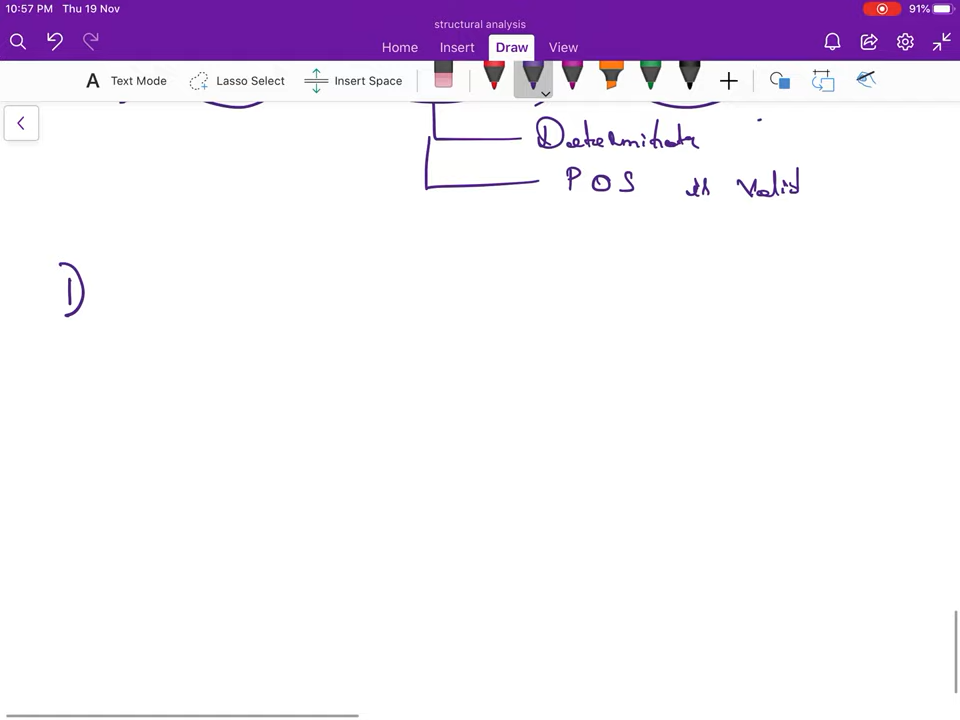 10:57 PM Thu 19 Nov 91%
structural analysis
Home Insert Draw View
A Text Mode Lasso Select Insert Space
Determinate
POS is valid
D